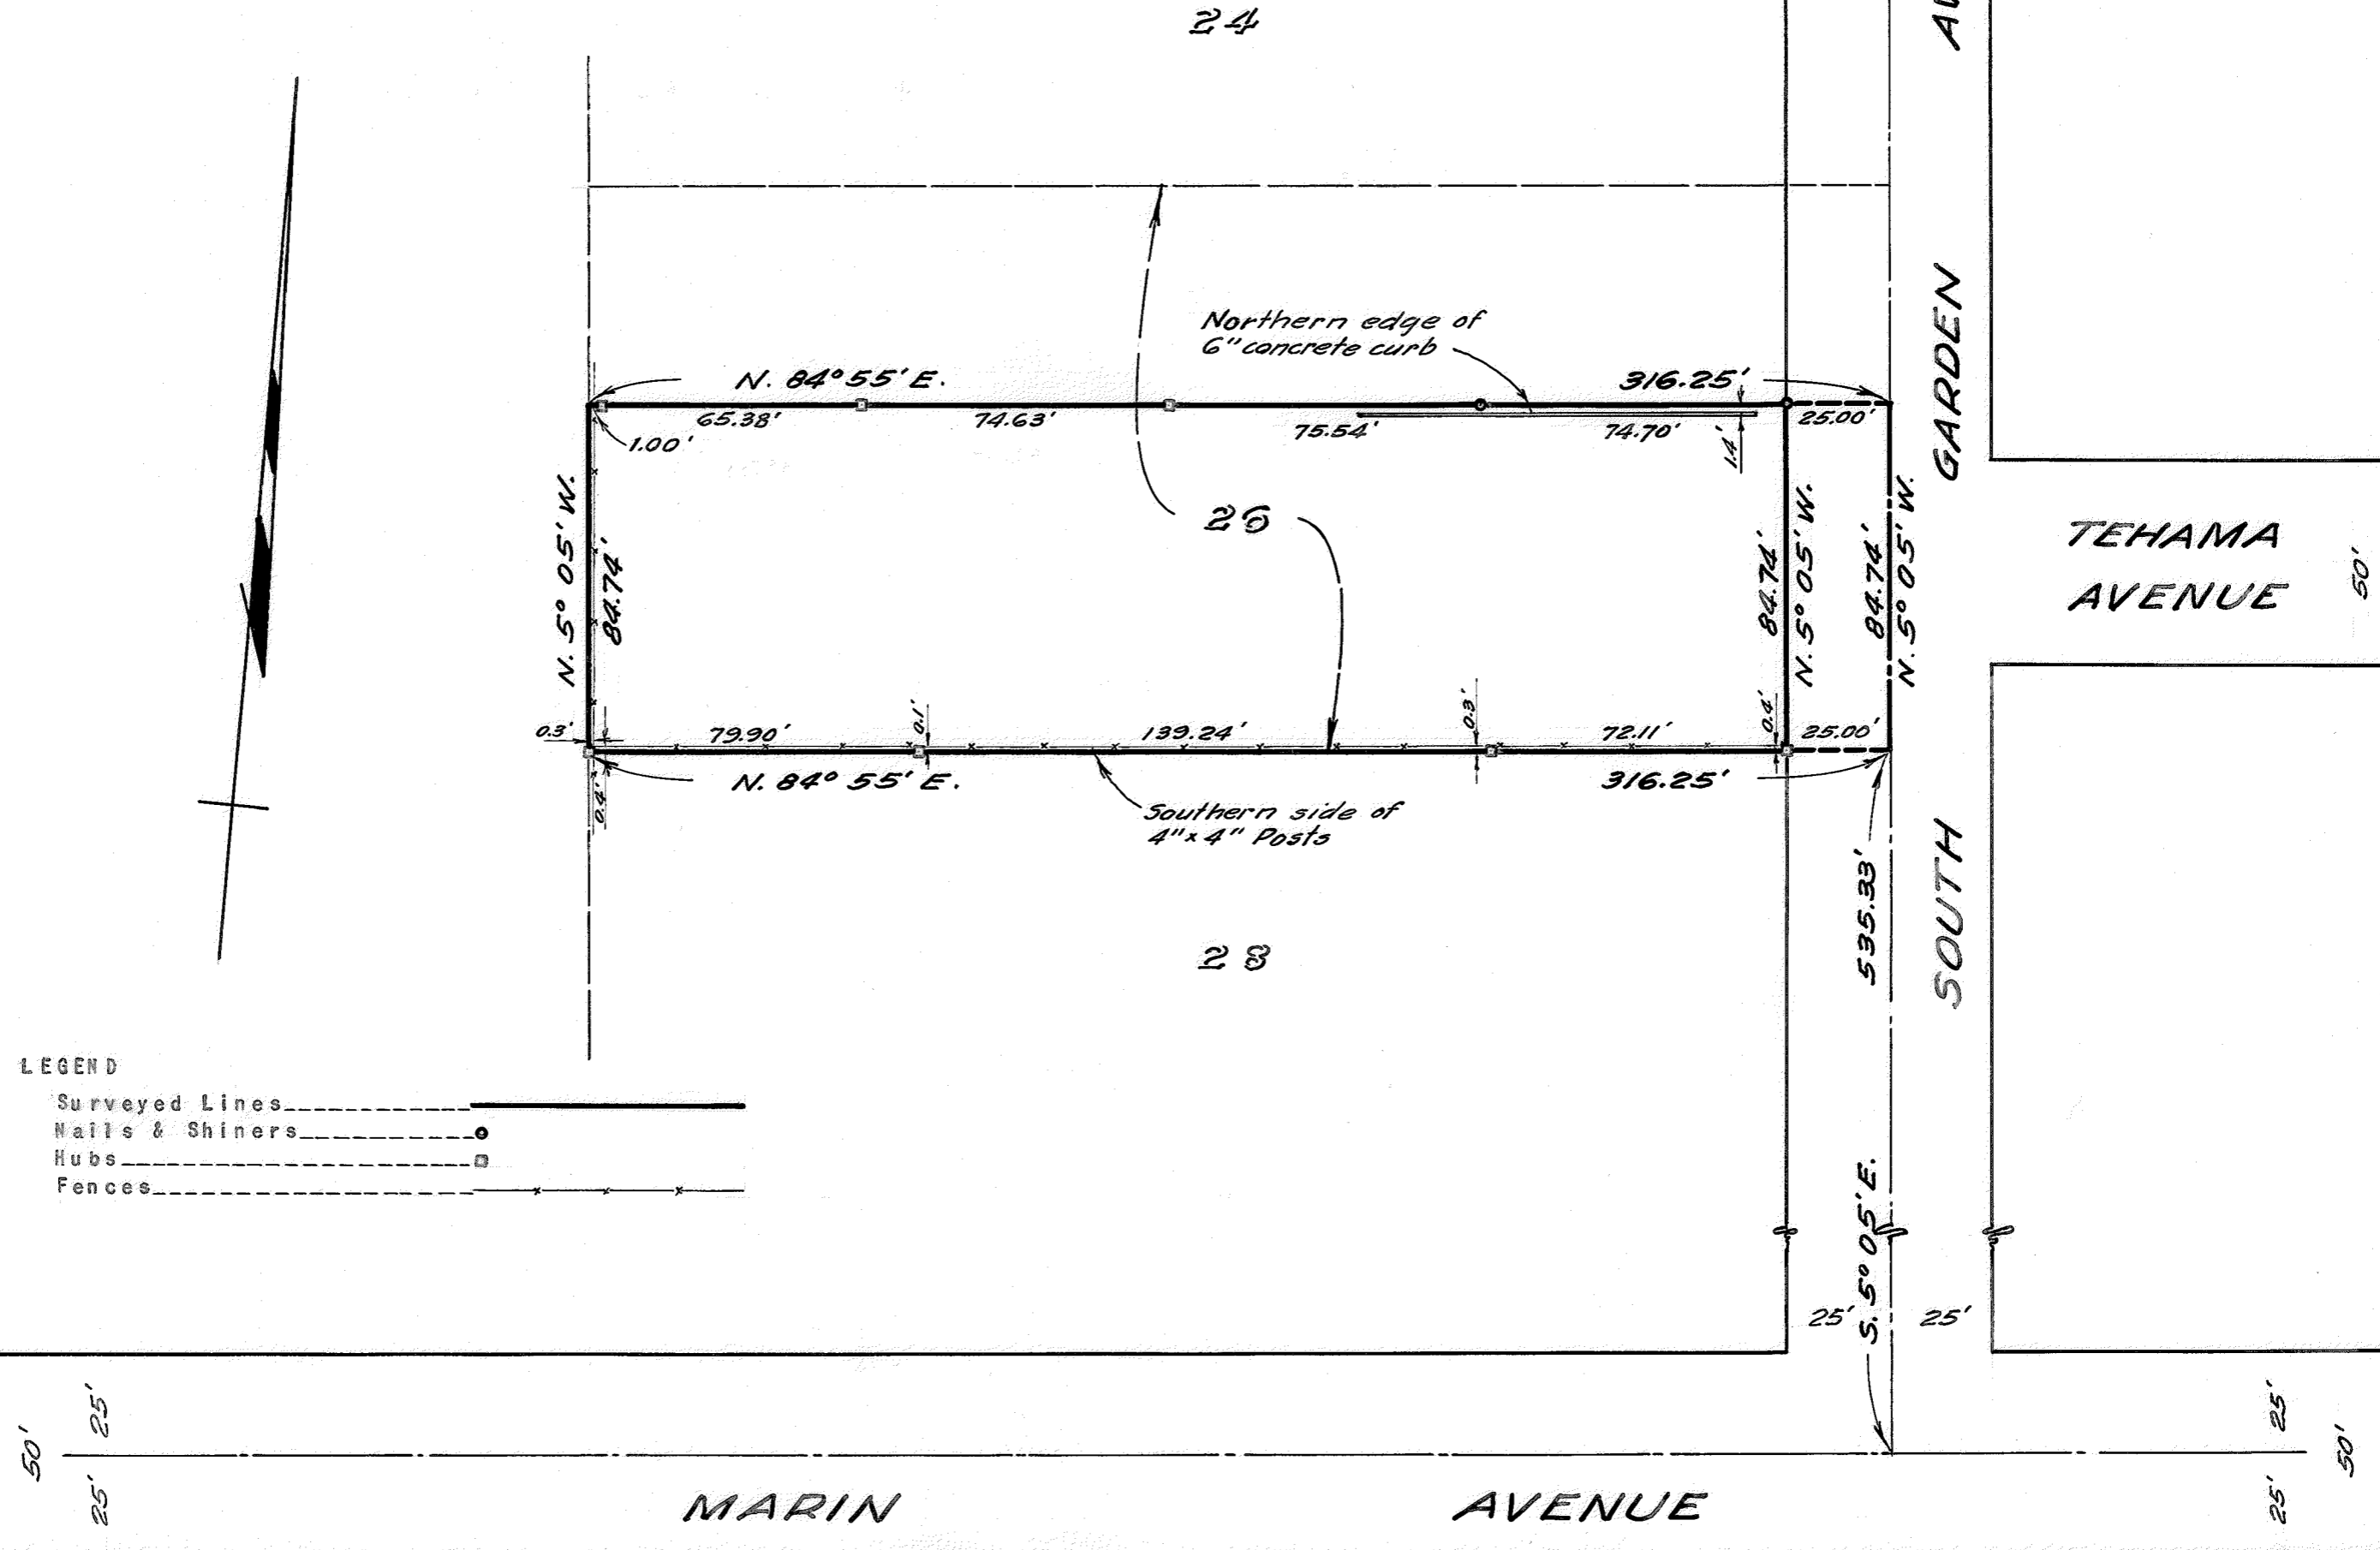 24
AV
Northern edge of
6" concrete curb
N. 84° 55' E.
316.25'
65.38'
74.63'
75.54'
74.70'
25.00'
1.00'
1.4'
GARDEN
N. 5° 05' W.
84.74'
26
84.74'
N. 5° 05' W.
84.74'
N. 5° 05' W.
TEHAMA
AVENUE
50'
0.3'
79.90'
0.1'
139.24'
0.3'
72.11'
0.4'
25.00'
N. 84° 55' E.
316.25'
0.4'
Southern side of
4" x 4" Posts
535.33'
SOUTH
28
LEGEND
Surveyed Lines
Nails & Shiners
Hubs
Fences
S. 5° 05' E.
25'
25'
50'
25'
25'
25'
25'
50'
MARIN AVENUE